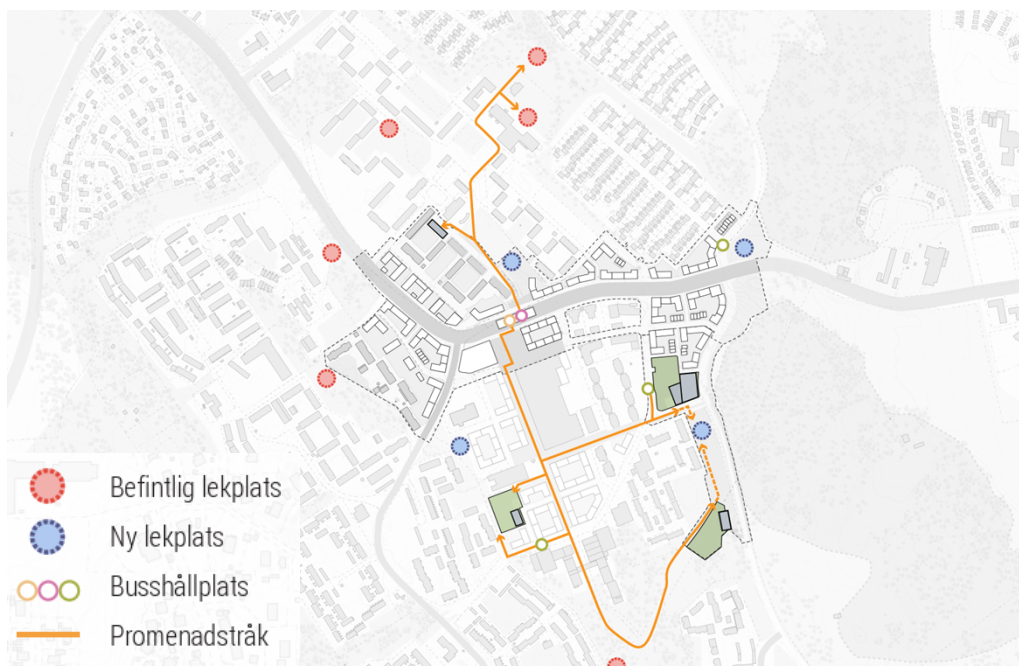 Befintlig lekplats
Ny lekplats
Busshållplats
Promenadstråk